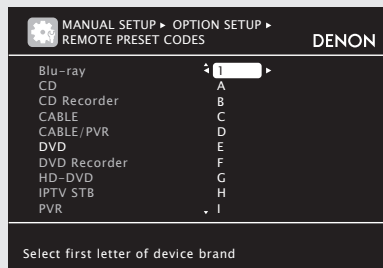 MANUAL SETUP ▸ OPTION SETUP ▸
REMOTE PRESET CODES
DENON
Blu-ray 1
CD A
CD Recorder B
CABLE C
CABLE/PVR D
DVD E
DVD Recorder F
HD-DVD G
IPTV STB H
PVR I
Select first letter of device brand